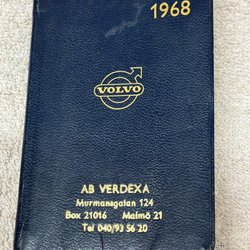 1968
VOLVO
AB VERDEXA
Murmansgatan 124
Box 21016 Malmö 21
Tel 040/93 56 20